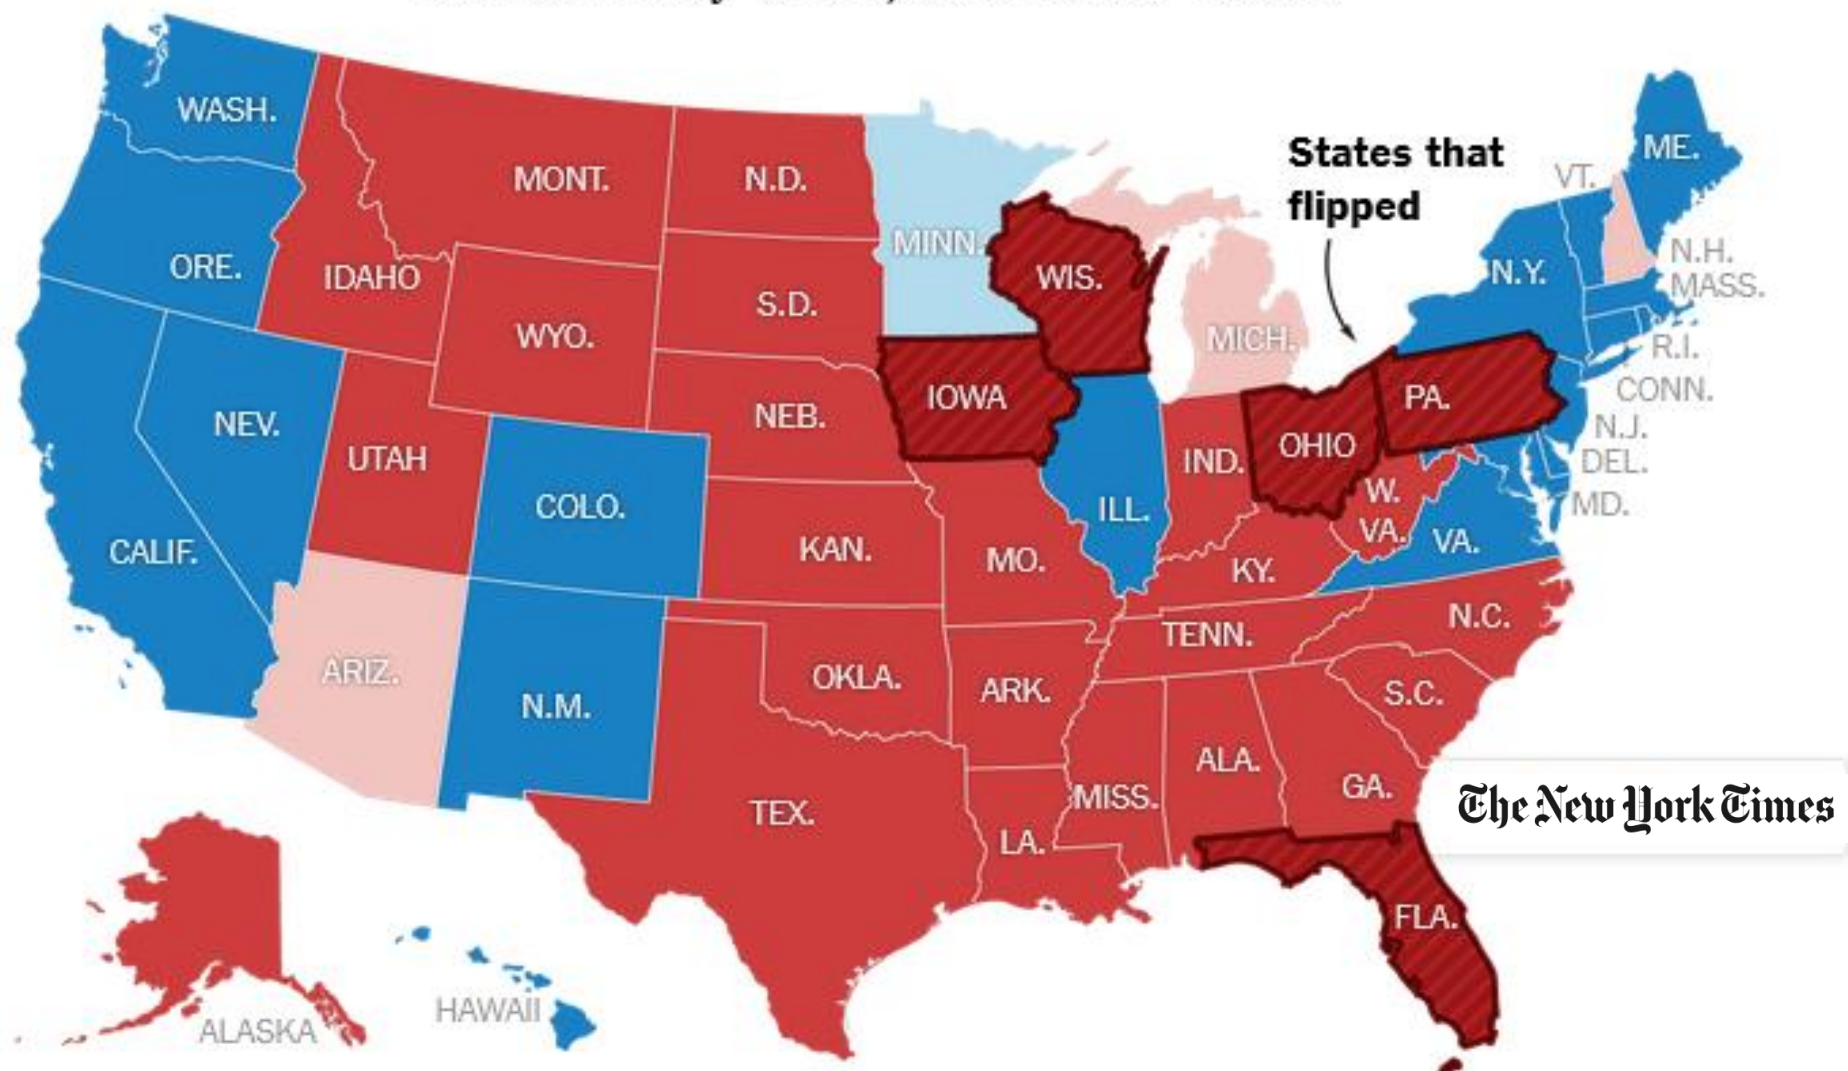 WASH.
MONT.
N.D.
MINN.
States that
flipped
VT.
ME.
ORE.
IDAHO
WYO.
S.D.
WIS.
MICH.
N.Y.
N.H.
MASS.
R.I.
CONN.
NEV.
UTAH
COLO.
NEB.
IOWA
ILL.
IND.
OHIO
PA.
N.J.
DEL.
MD.
CALIF.
KAN.
MO.
KY.
W.
VA.
VA.
ARIZ.
N.M.
OKLA.
ARK.
TENN.
N.C.
S.C.
TEX.
LA.
MISS.
ALA.
GA.
The New York Times
FLA.
ALASKA
HAWAII